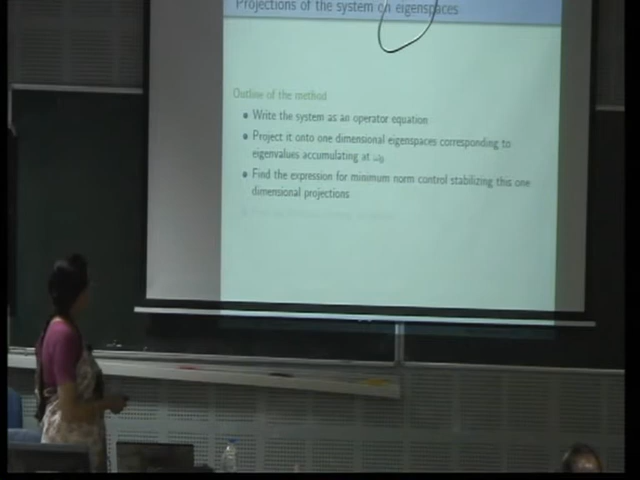 Projections of the system on eigenspaces
Outline of the method
Write the system as an operator equation
Project it onto one dimensional eigenspaces corresponding to
eigenvalues accumulating at ω₀
Find the expression for minimum norm control stabilizing this one
dimensional projections